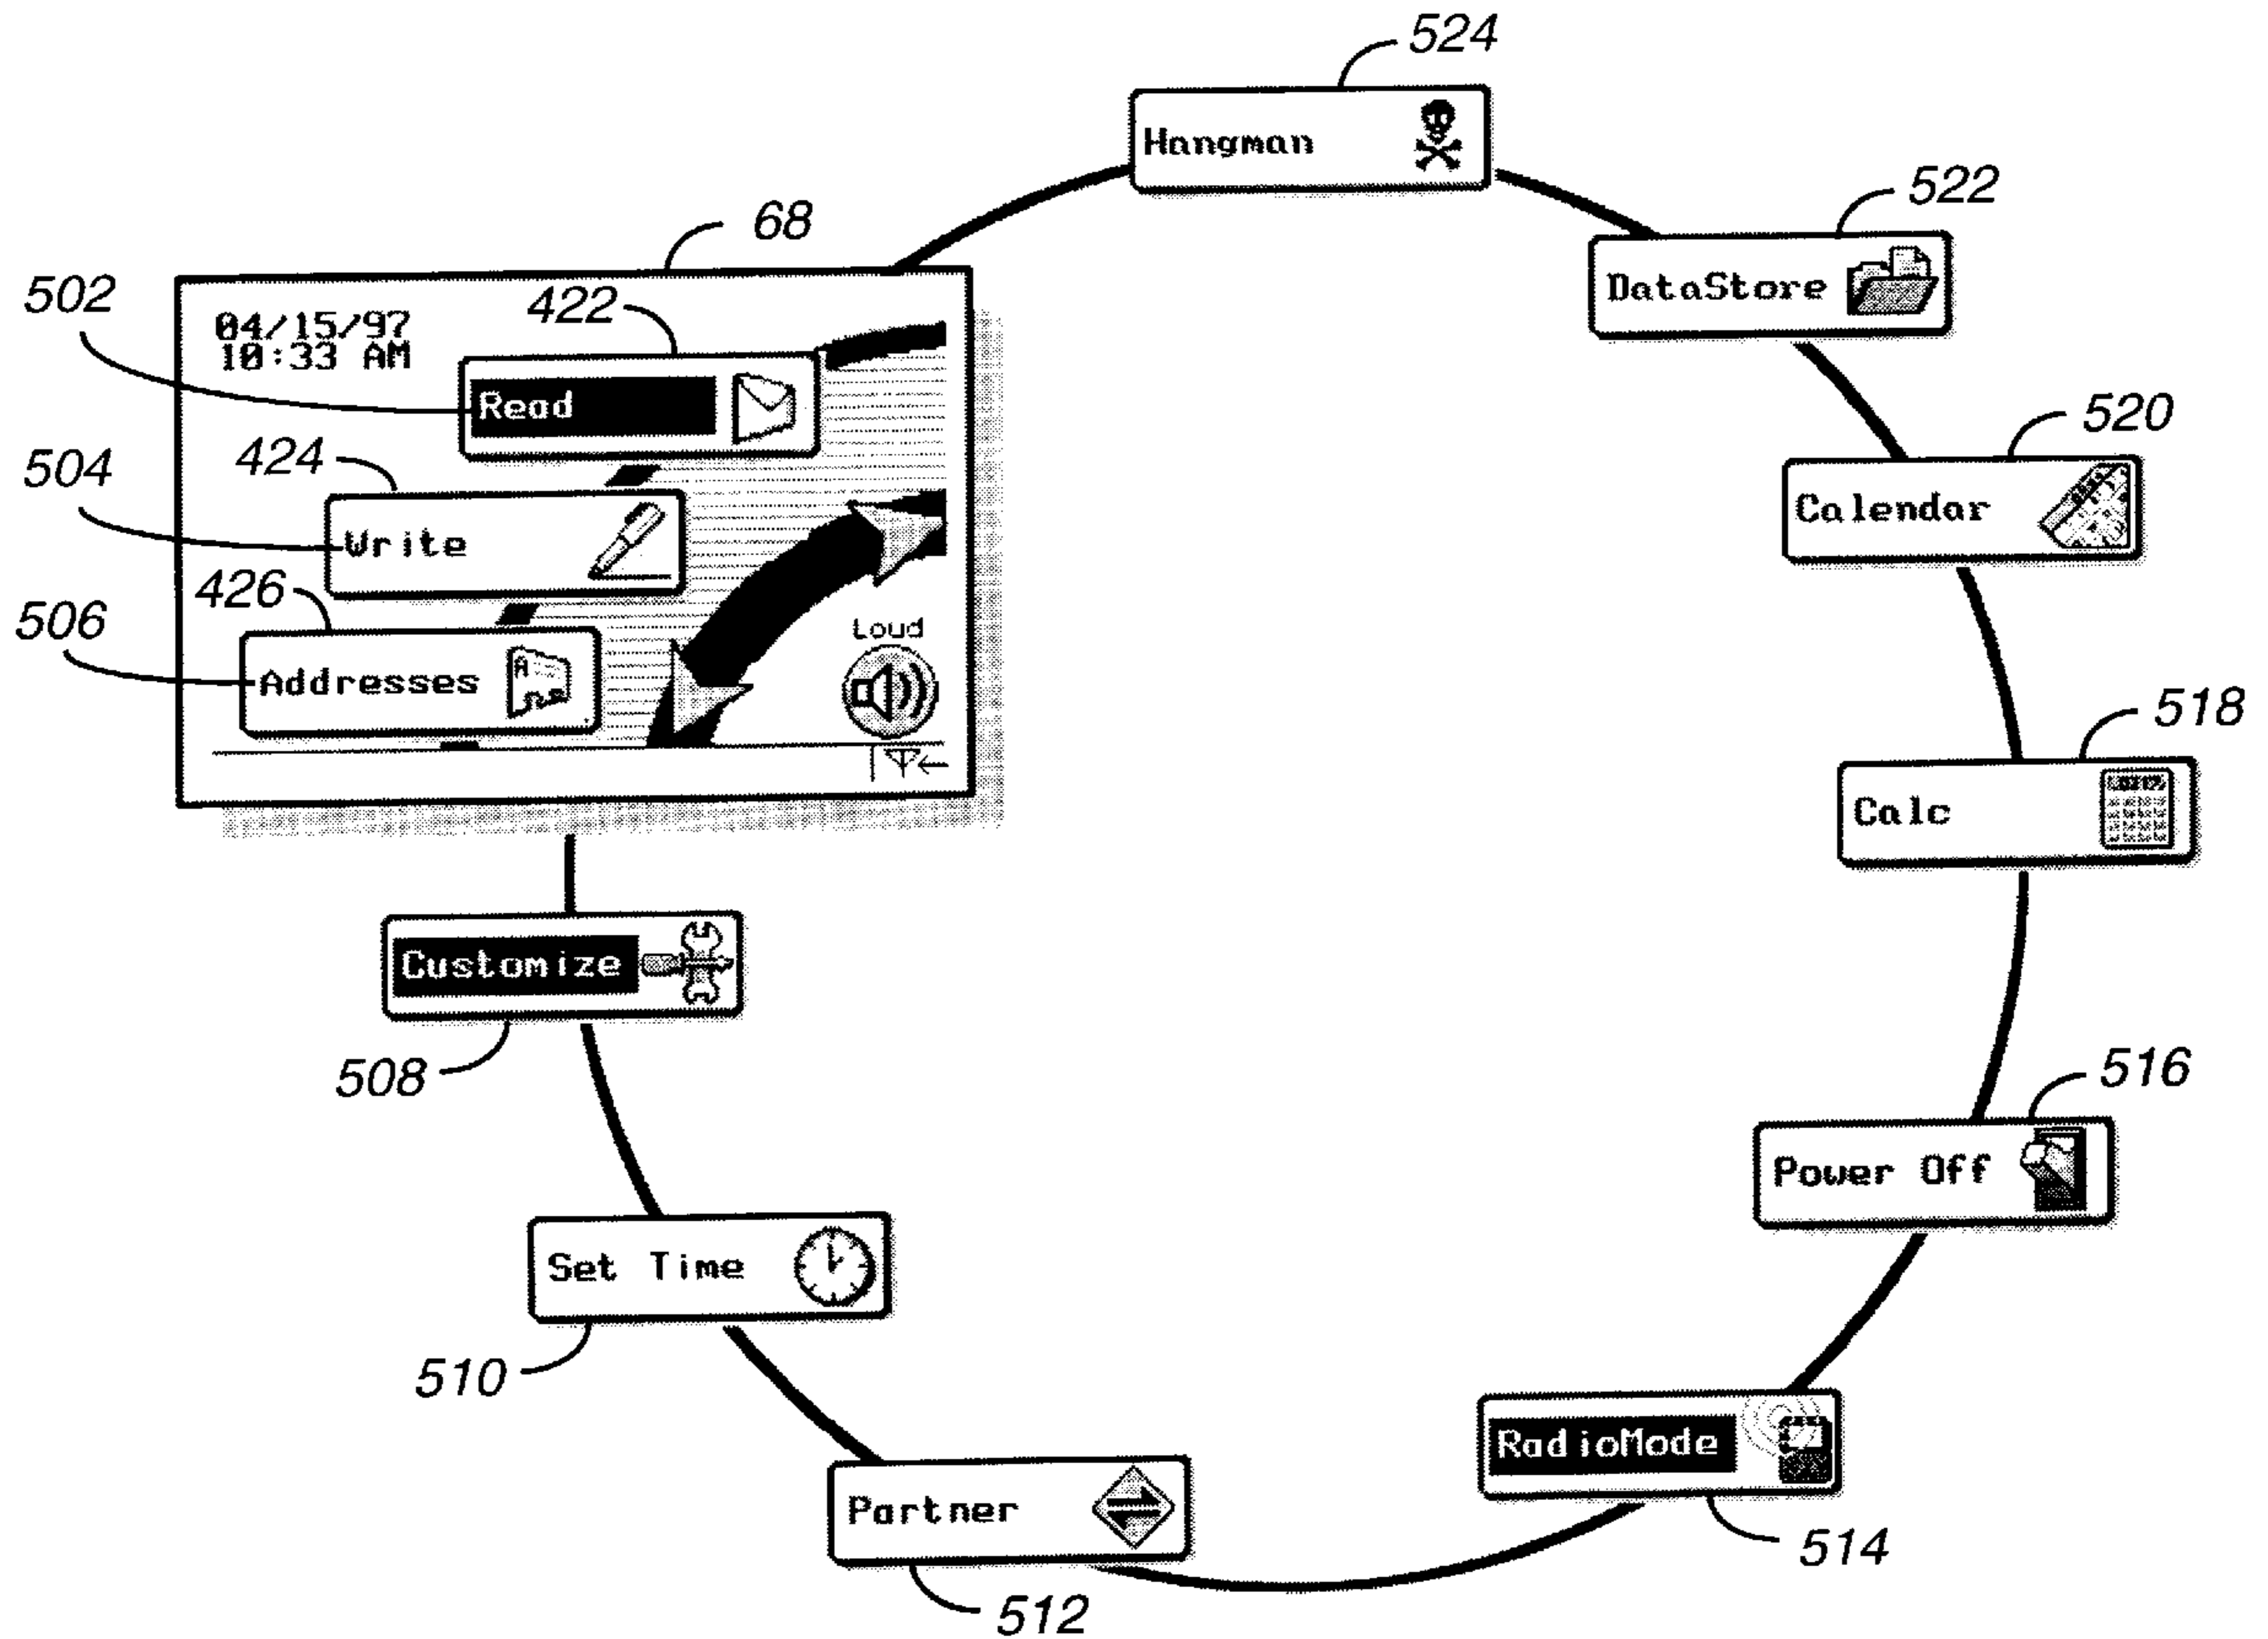 524
Hangman
522
DataStore
68
502
04/15/97
10:33 AM
422
Read
520
Calendar
504
424
Write
506
426
Addresses
A
Loud
518
Calc
Customize
508
516
Power Off
Set Time
510
RadioMode
514
Partner
512